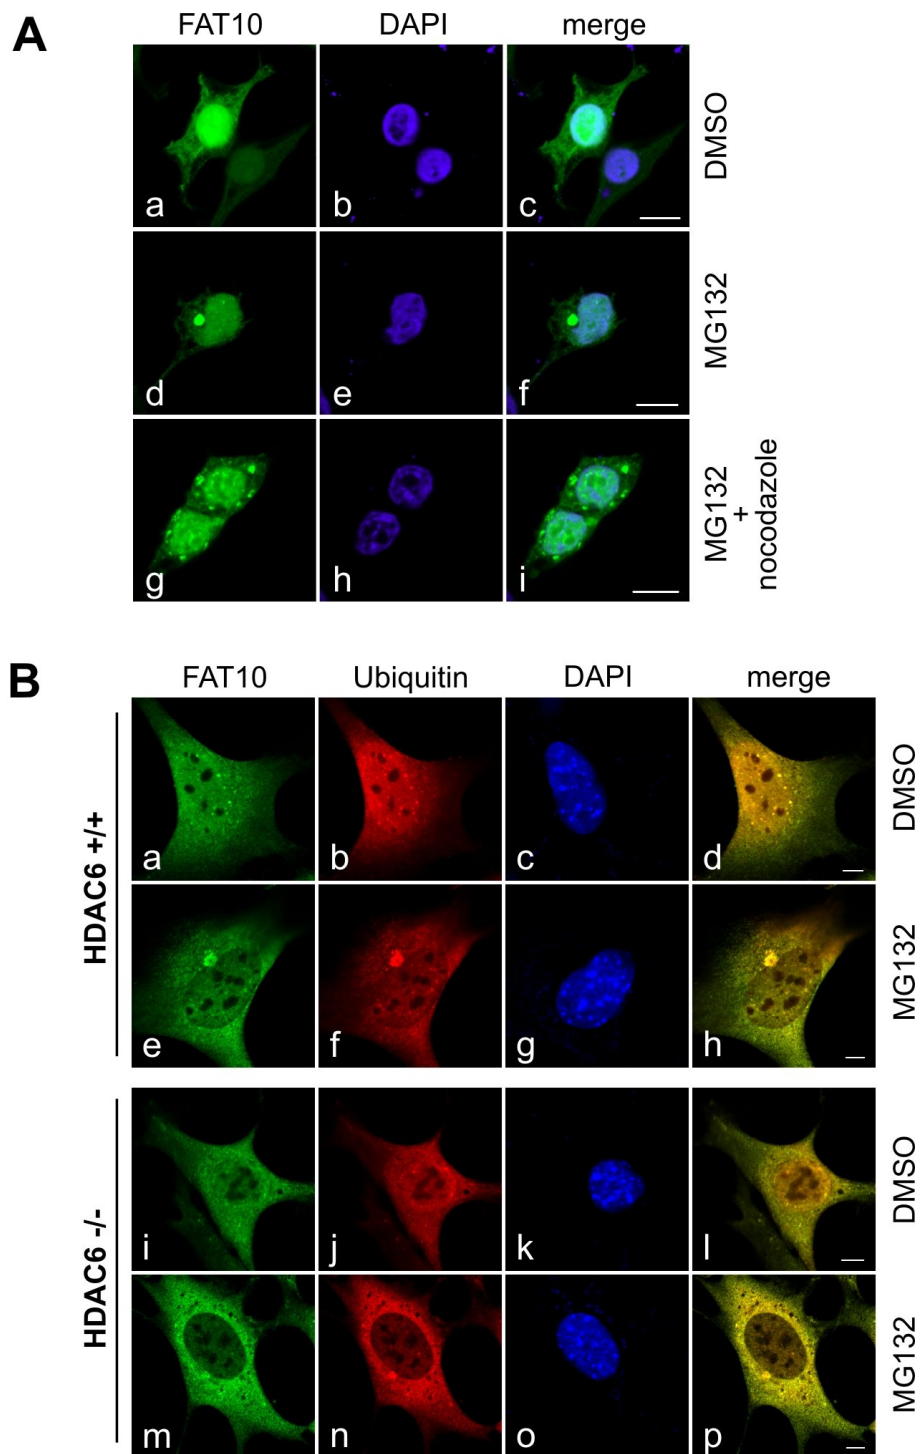 A
FAT10 DAPI merge
a b c DMSO
d e f MG132
g h i MG132 + nocodazole
B
FAT10 Ubiquitin DAPI merge
HDAC6 +/+
a b c d DMSO
e f g h MG132
HDAC6 -/-
i j k l DMSO
m n o p MG132